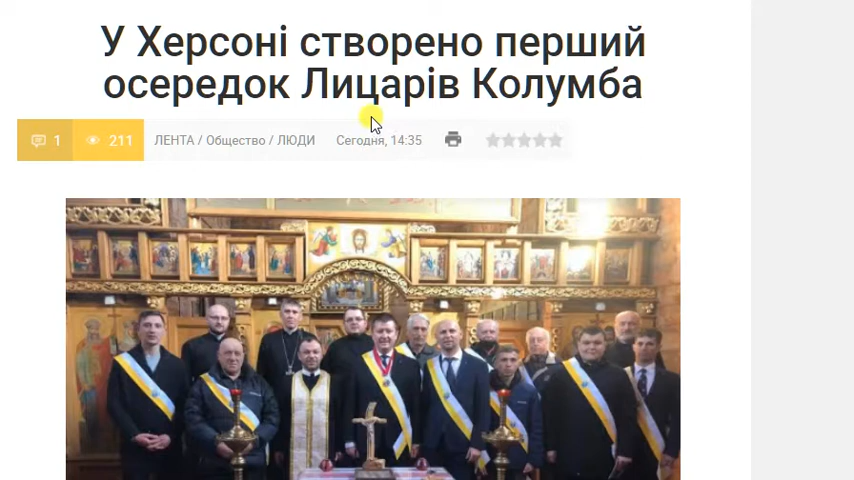 У Херсоні створено перший
осередок Лицарів Колумба
1 211 ЛЕНТА / Общество / ЛЮДИ Сегодня, 14:35